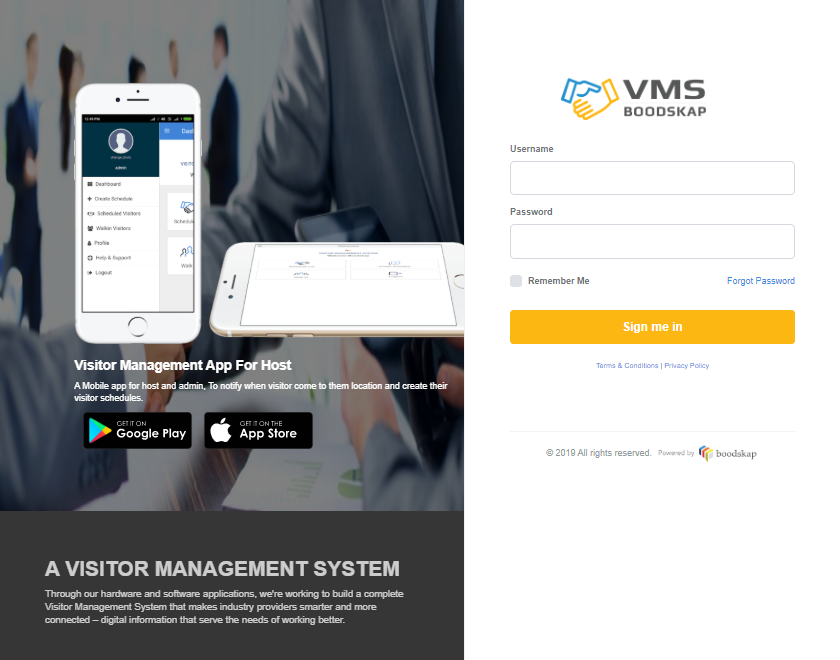 12:49 PM
change photo
admin
Dashboard
Create Schedule
Scheduled Visitors
Walkin Visitors
Profile
Help & Support
Logout
Visitor Management App For Host
A Mobile app for host and admin, To notify when visitor come to them location and create their
visitor schedules.
GET IT ON
Google Play
GET IT ON THE
App Store
A VISITOR MANAGEMENT SYSTEM
Through our hardware and software applications, we're working to build a complete
Visitor Management System that makes industry providers smarter and more
connected – digital information that serve the needs of working better.
VMS
BOODSKAP
Username
Password
Remember Me
Forgot Password
Sign me in
Terms & Conditions | Privacy Policy
© 2019 All rights reserved. Powered by boodskap